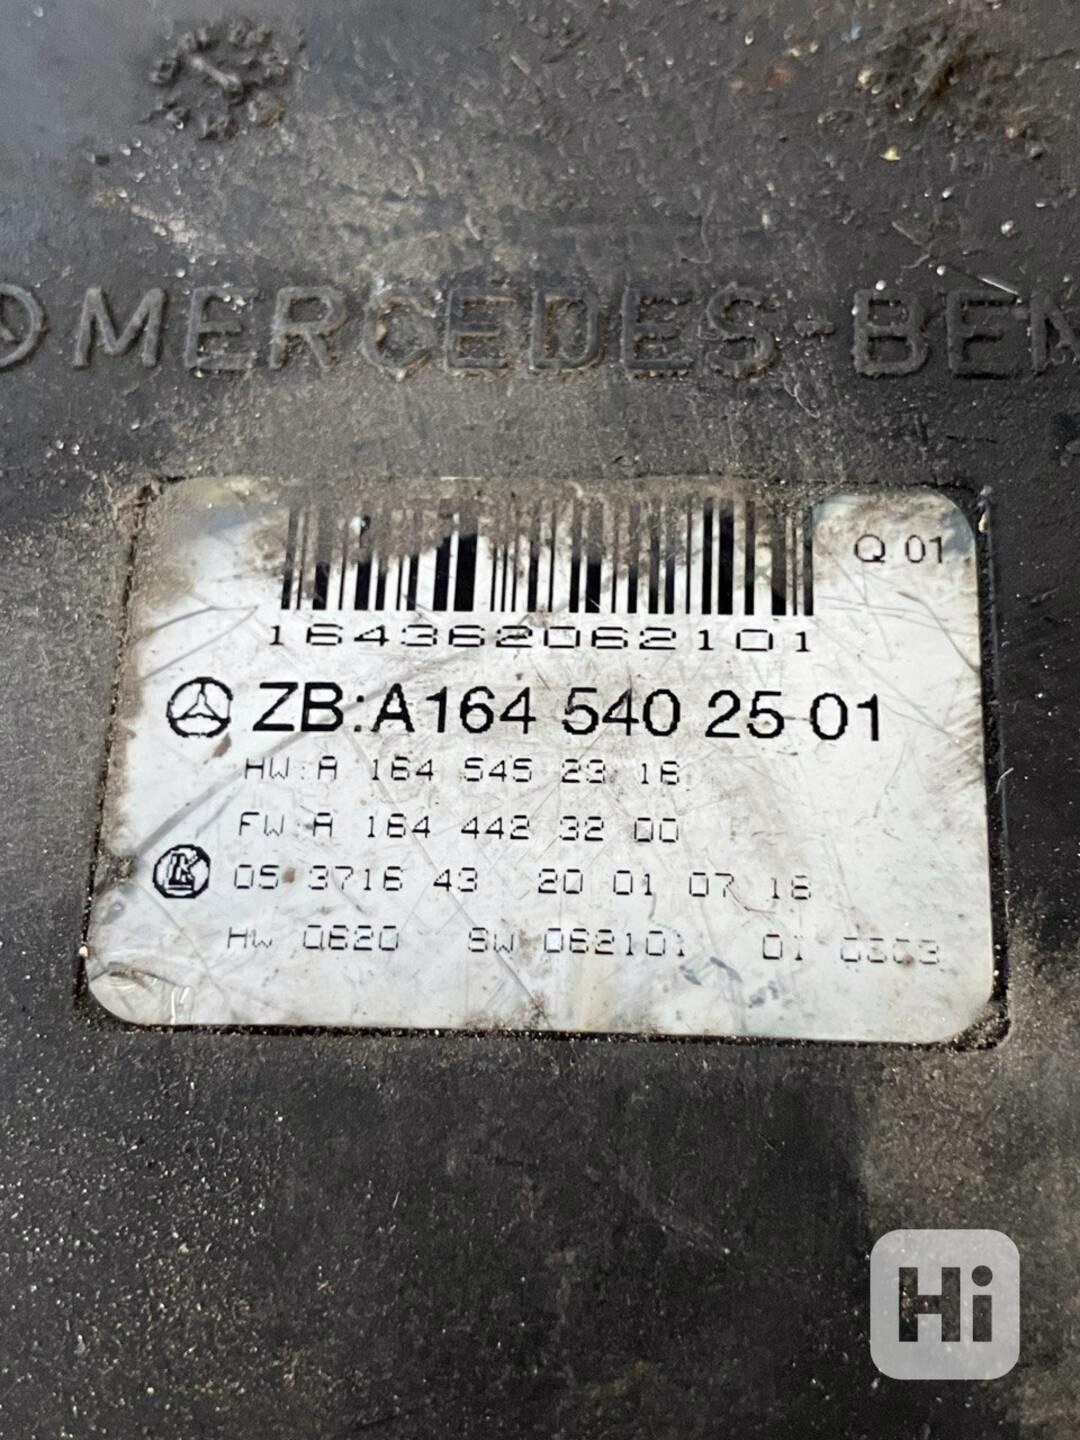 MERCEDES-BEN
Q 01
164362062101
ZB:A164 540 25 01
HW:A 164 545 23 16
FW:A 164 442 32 00
LK 05 3716 43 20 01 07 16
HW 0620 SW 062101 01 0303
Hi